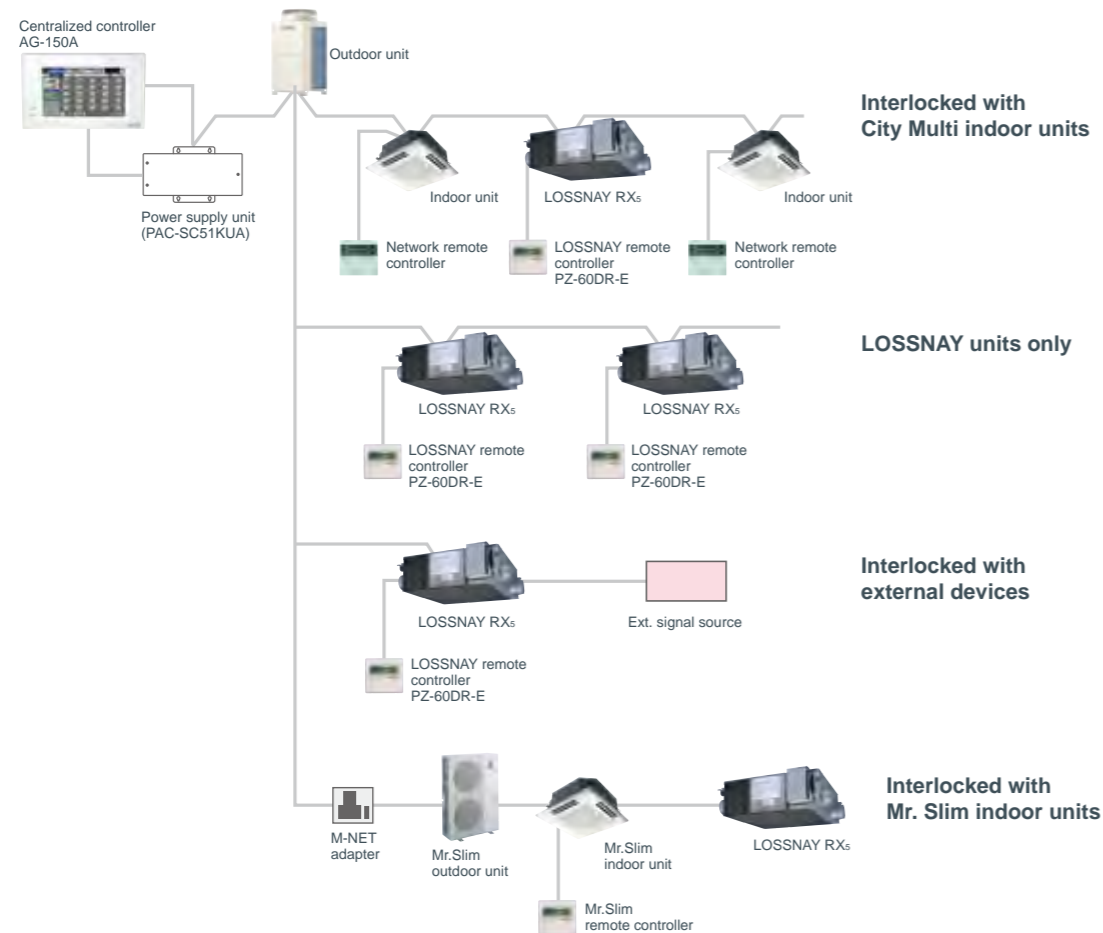 Centralized controller
AG-150A
Outdoor unit
Interlocked with
City Multi indoor units
Indoor unit
LOSSNAY RX5
Indoor unit
Power supply unit
(PAC-SC51KUA)
Network remote
controller
LOSSNAY remote
controller
PZ-60DR-E
Network remote
controller
LOSSNAY units only
LOSSNAY RX5
LOSSNAY RX5
LOSSNAY remote
controller
PZ-60DR-E
LOSSNAY remote
controller
PZ-60DR-E
Interlocked with
external devices
LOSSNAY RX5
Ext. signal source
LOSSNAY remote
controller
PZ-60DR-E
Interlocked with
Mr. Slim indoor units
M-NET
adapter
Mr.Slim
outdoor unit
Mr.Slim
indoor unit
LOSSNAY RX5
Mr.Slim
remote controller